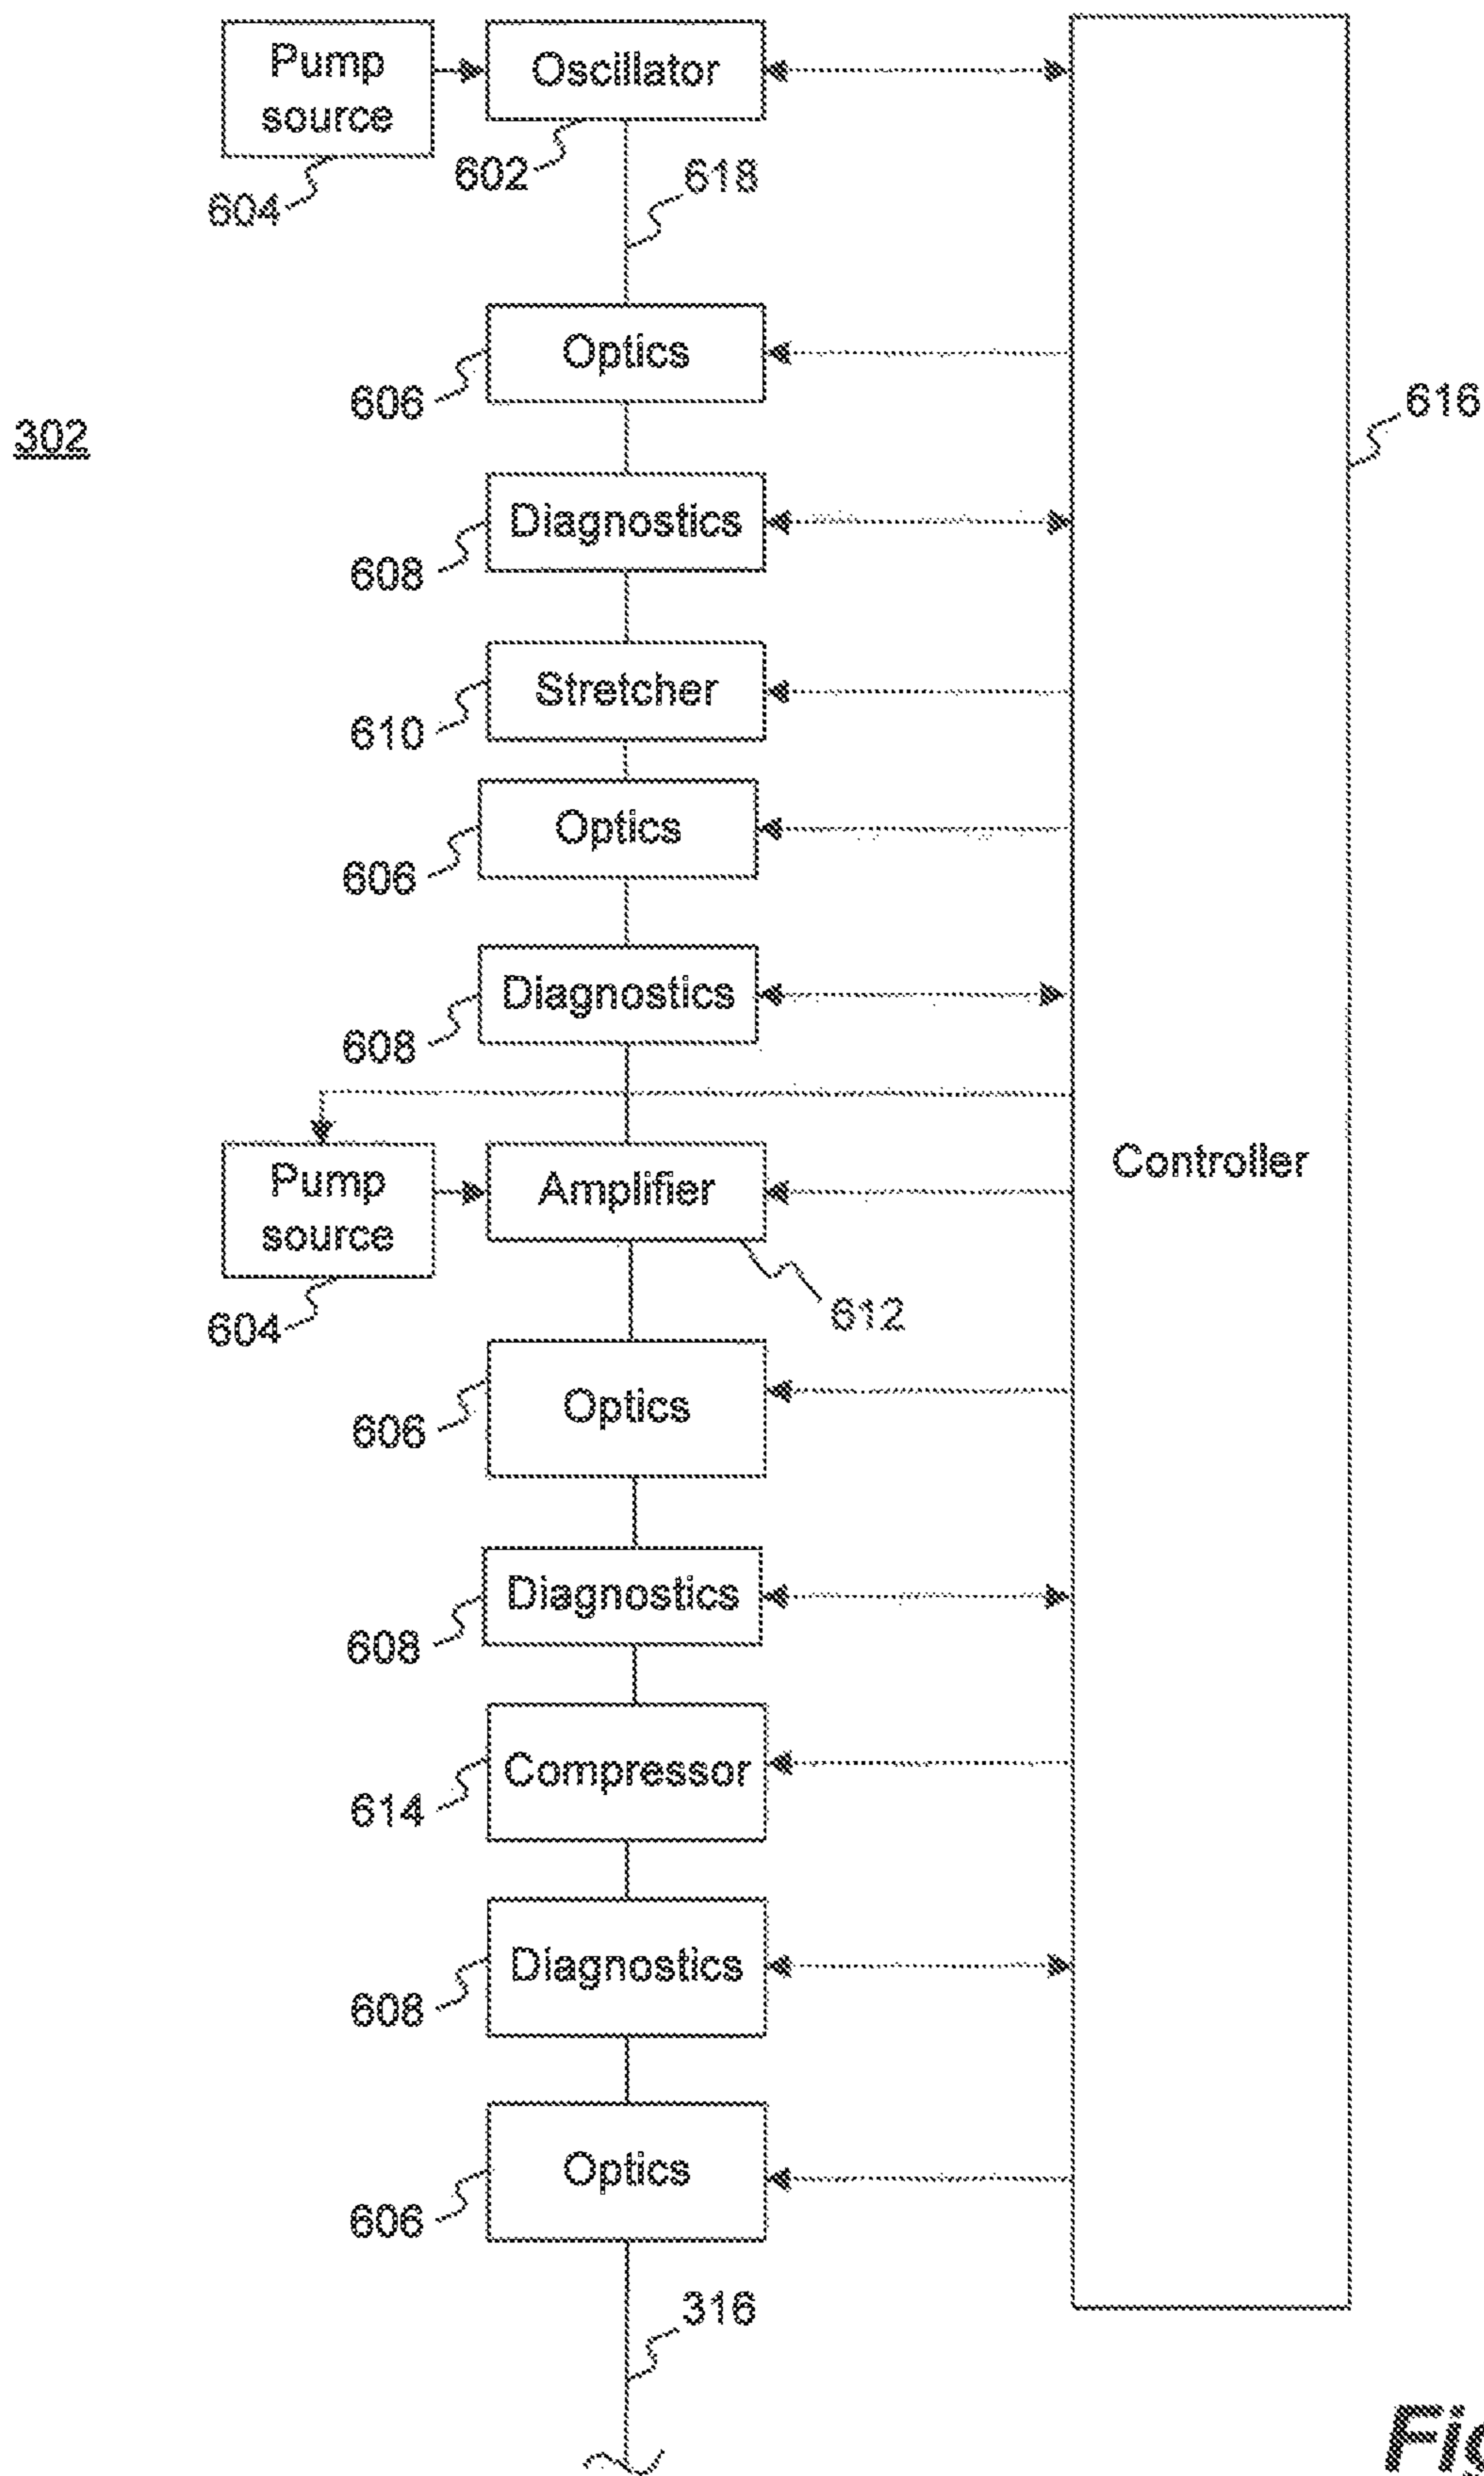 Pump
source
Oscillator
602
618
604
Optics
606
616
302
Diagnostics
608
Stretcher
610
Optics
606
Diagnostics
608
Controller
Pump
source
Amplifier
612
604
Optics
606
Diagnostics
608
Compressor
614
Diagnostics
608
Optics
606
316